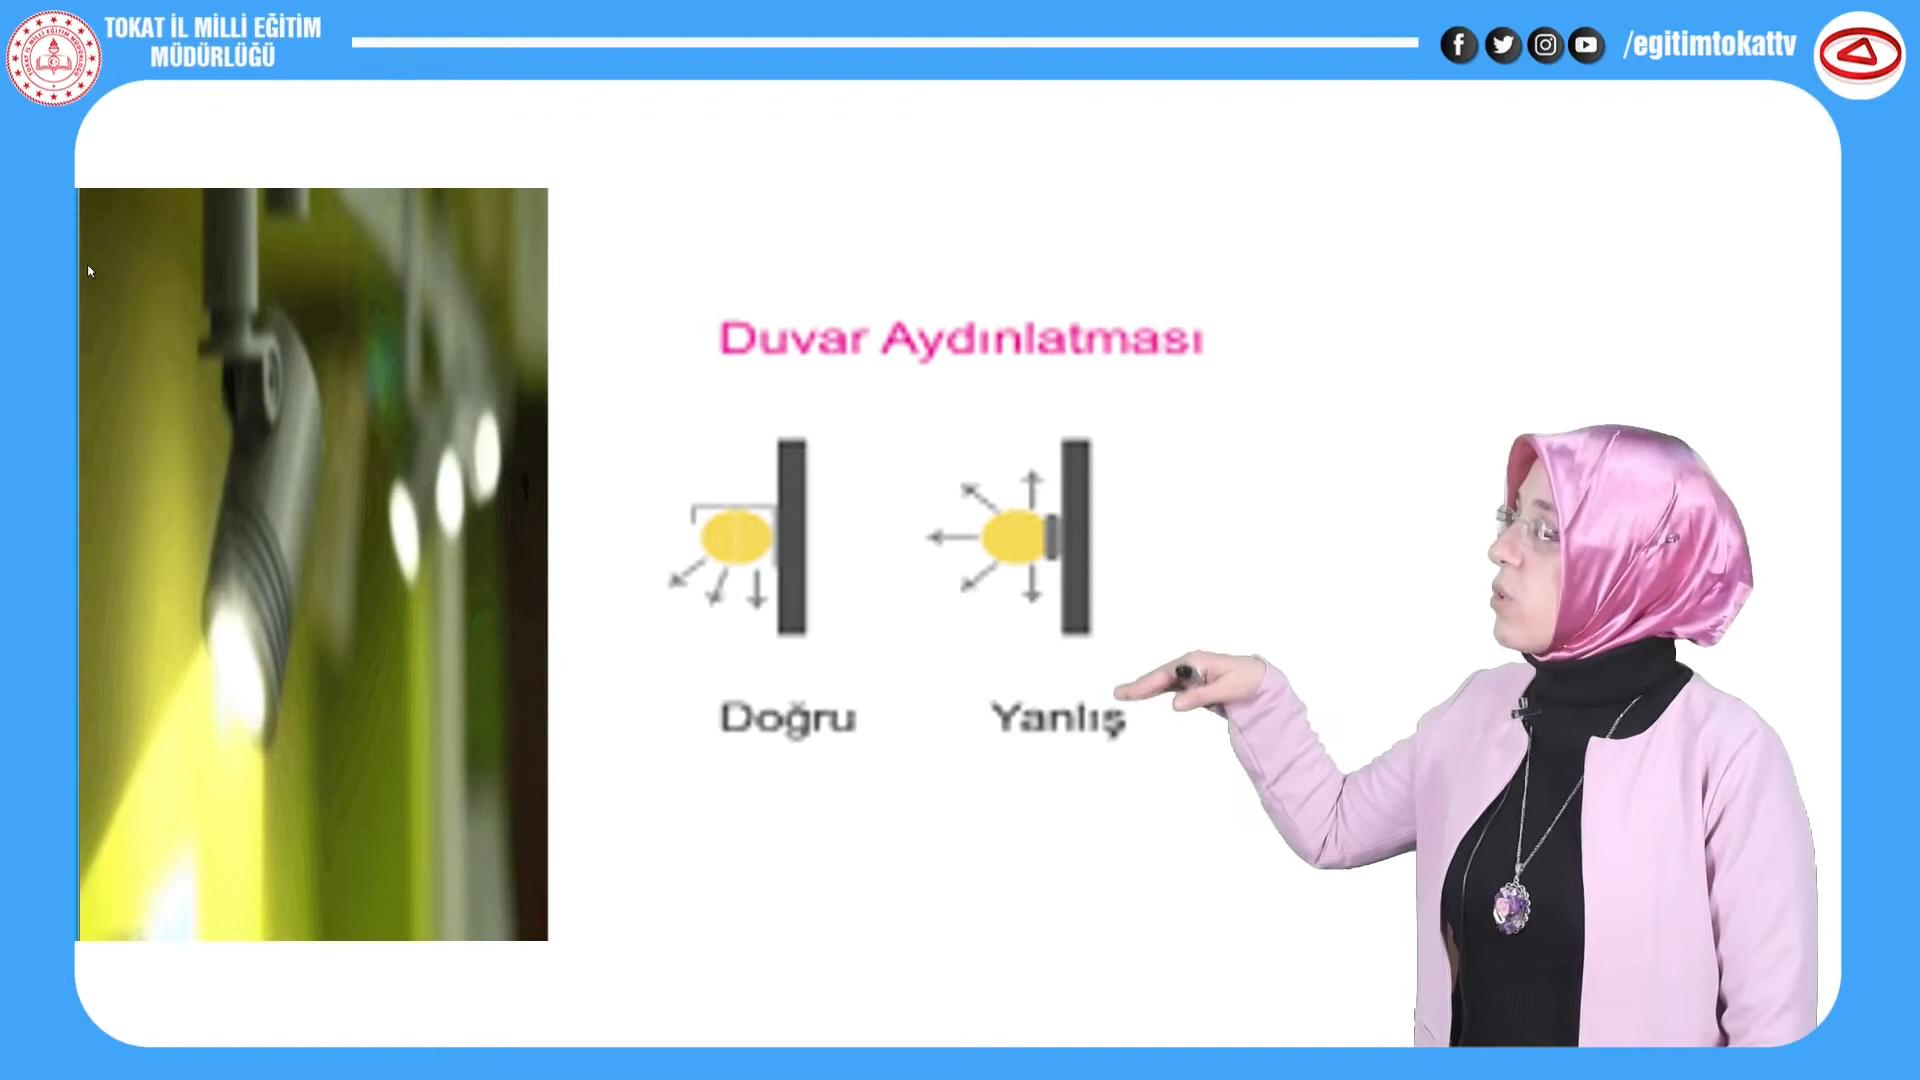 TOKAT İL MİLLİ EĞİTİM
MÜDÜRLÜĞÜ
/egitimtokattv
Duvar Aydınlatması
Doğru
Yanlış